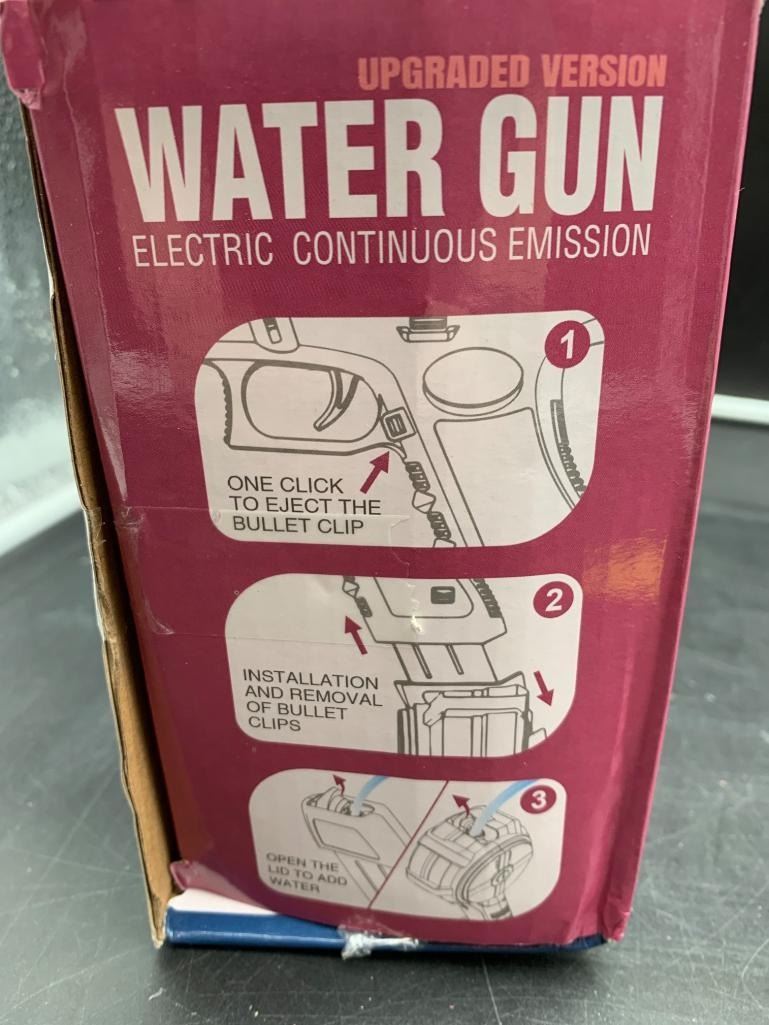 UPGRADED VERSION
WATER GUN
ELECTRIC CONTINUOUS EMISSION
1
ONE CLICK
TO EJECT THE
BULLET CLIP
2
INSTALLATION
AND REMOVAL
OF BULLET
CLIPS
3
OPEN THE
LID TO ADD
WATER